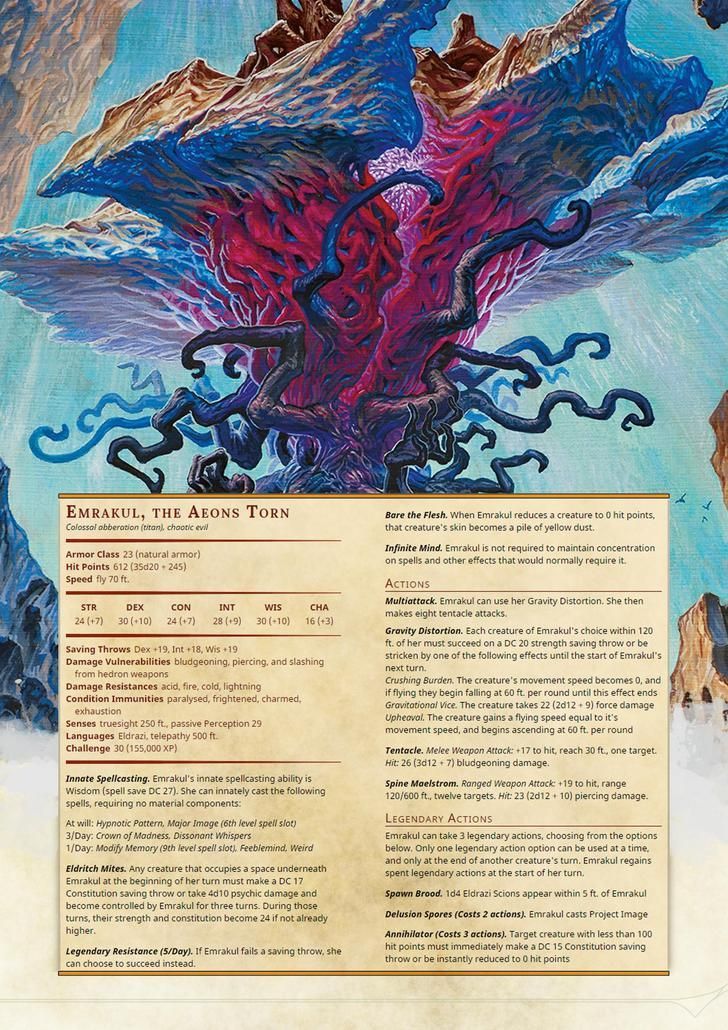 Emrakul, the Aeons Torn
Colossal abberation (titan), chaotic evil
Armor Class 23 (natural armor)
Hit Points 612 (35d20 + 245)
Speed fly 70 ft.
STR DEX CON INT WIS CHA
24 (+7) 30 (+10) 24 (+7) 28 (+9) 30 (+10) 16 (+3)
Saving Throws Dex +19, Int +18, Wis +19
Damage Vulnerabilities bludgeoning, piercing, and slashing
from hedron weapons
Damage Resistances acid, fire, cold, lightning
Condition Immunities paralysed, frightened, charmed,
exhaustion
Senses truesight 250 ft., passive Perception 29
Languages Eldrazi, telepathy 500 ft.
Challenge 30 (155,000 XP)
Innate Spellcasting. Emrakul's innate spellcasting ability is
Wisdom (spell save DC 27). She can innately cast the following
spells, requiring no material components:
At will: Hypnotic Pattern, Major Image (6th level spell slot)
3/Day: Crown of Madness, Dissonant Whispers
1/Day: Modify Memory (9th level spell slot), Feeblemind, Weird
Eldritch Mites. Any creature that occupies a space underneath
Emrakul at the beginning of her turn must make a DC 17
Constitution saving throw or take 4d10 psychic damage and
become controlled by Emrakul for three turns. During those
turns, their strength and constitution become 24 if not already
higher.
Legendary Resistance (5/Day). If Emrakul fails a saving throw, she
can choose to succeed instead.
Bare the Flesh. When Emrakul reduces a creature to 0 hit points,
that creature's skin becomes a pile of yellow dust.
Infinite Mind. Emrakul is not required to maintain concentration
on spells and other effects that would normally require it.
Actions
Multiattack. Emrakul can use her Gravity Distortion. She then
makes eight tentacle attacks.
Gravity Distortion. Each creature of Emrakul's choice within 120
ft. of her must succeed on a DC 20 strength saving throw or be
stricken by one of the following effects until the start of Emrakul's
next turn.
Crushing Burden. The creature's movement speed becomes 0, and
if flying they begin falling at 60 ft. per round until this effect ends
Gravitational Vice. The creature takes 22 (2d12 + 9) force damage
Upheaval. The creature gains a flying speed equal to it's
movement speed, and begins ascending at 60 ft. per round
Tentacle. Melee Weapon Attack: +17 to hit, reach 30 ft., one target.
Hit: 26 (3d12 + 7) bludgeoning damage.
Spine Maelstrom. Ranged Weapon Attack: +19 to hit, range
120/600 ft., twelve targets. Hit: 23 (2d12 + 10) piercing damage.
Legendary Actions
Emrakul can take 3 legendary actions, choosing from the options
below. Only one legendary action option can be used at a time,
and only at the end of another creature's turn. Emrakul regains
spent legendary actions at the start of her turn.
Spawn Brood. 1d4 Eldrazi Scions appear within 5 ft. of Emrakul
Delusion Spores (Costs 2 actions). Emrakul casts Project Image
Annihilator (Costs 3 actions). Target creature with less than 100
hit points must immediately make a DC 15 Constitution saving
throw or be instantly reduced to 0 hit points